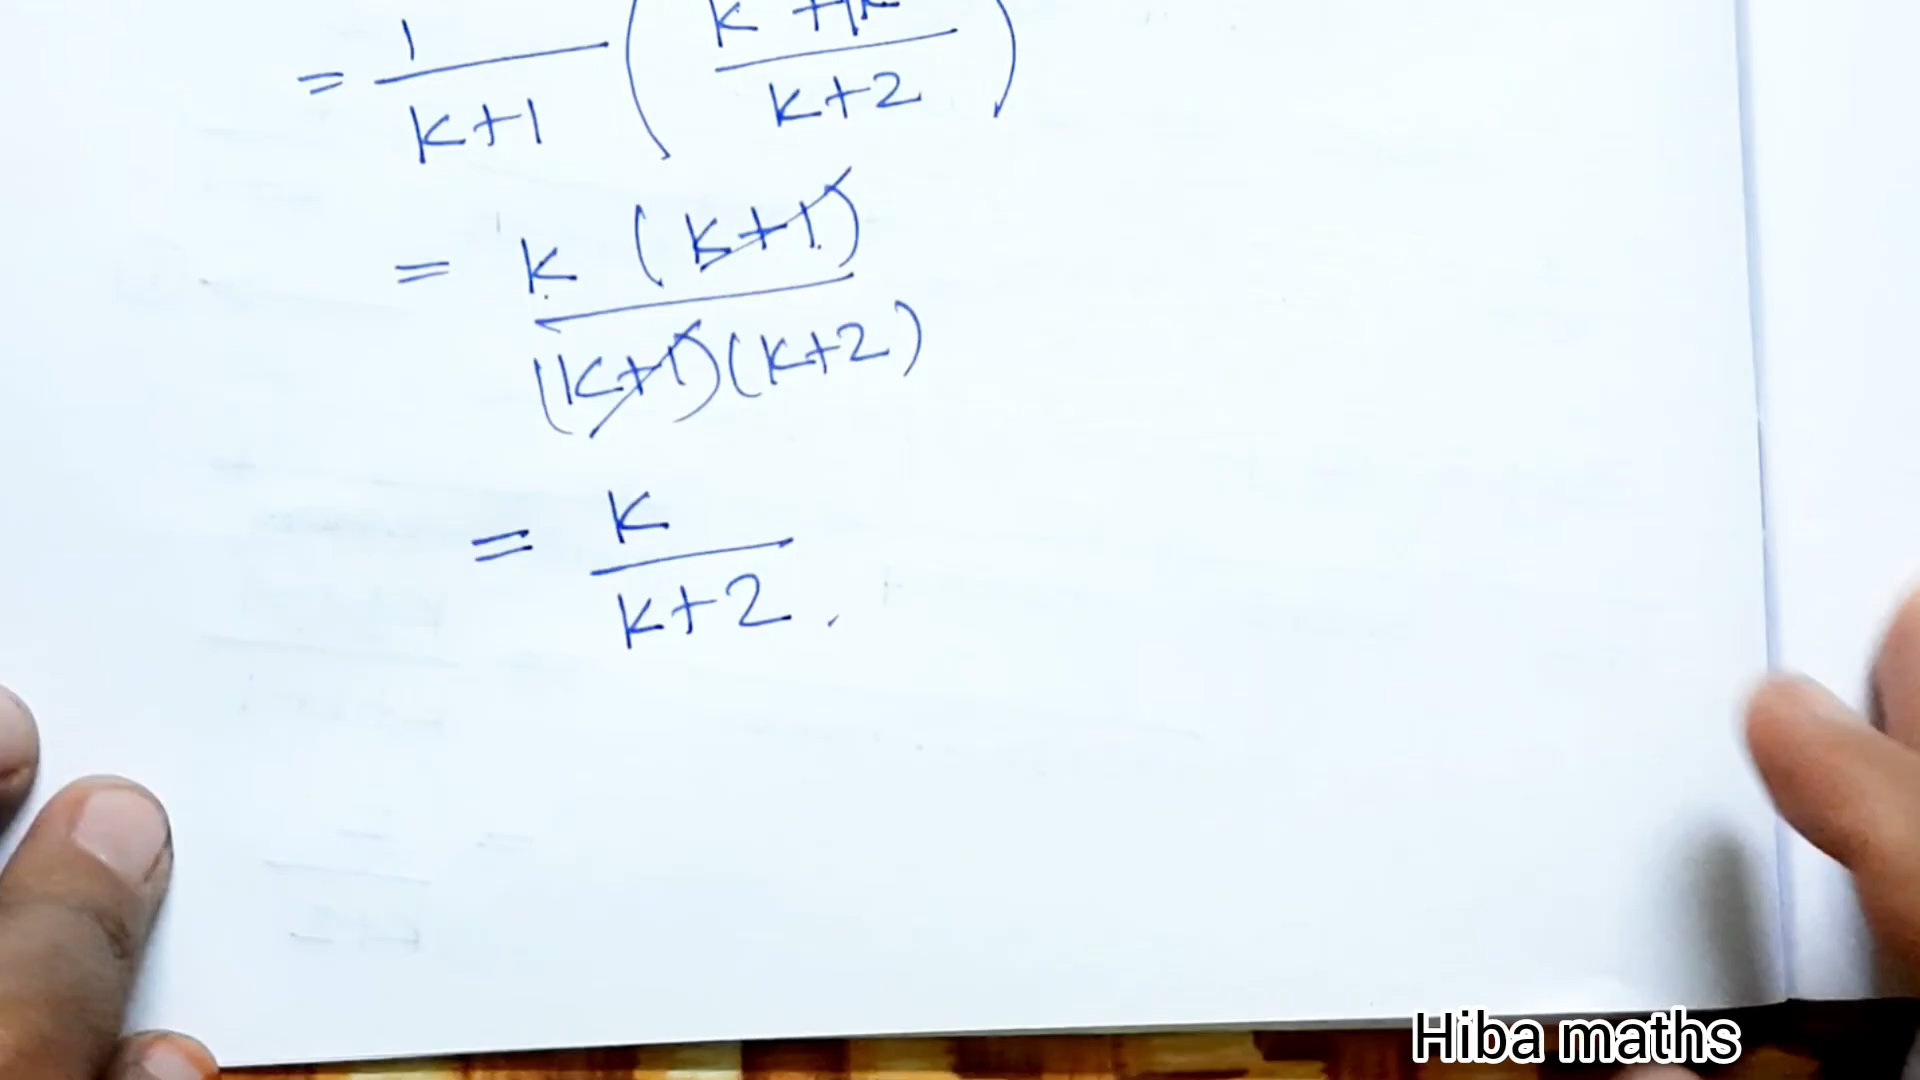 = 1/(k+1) ( (k + k)/(k+2) )
= k (k+1) / (k+1)(k+2)
= k/(k+2) .
Hiba maths